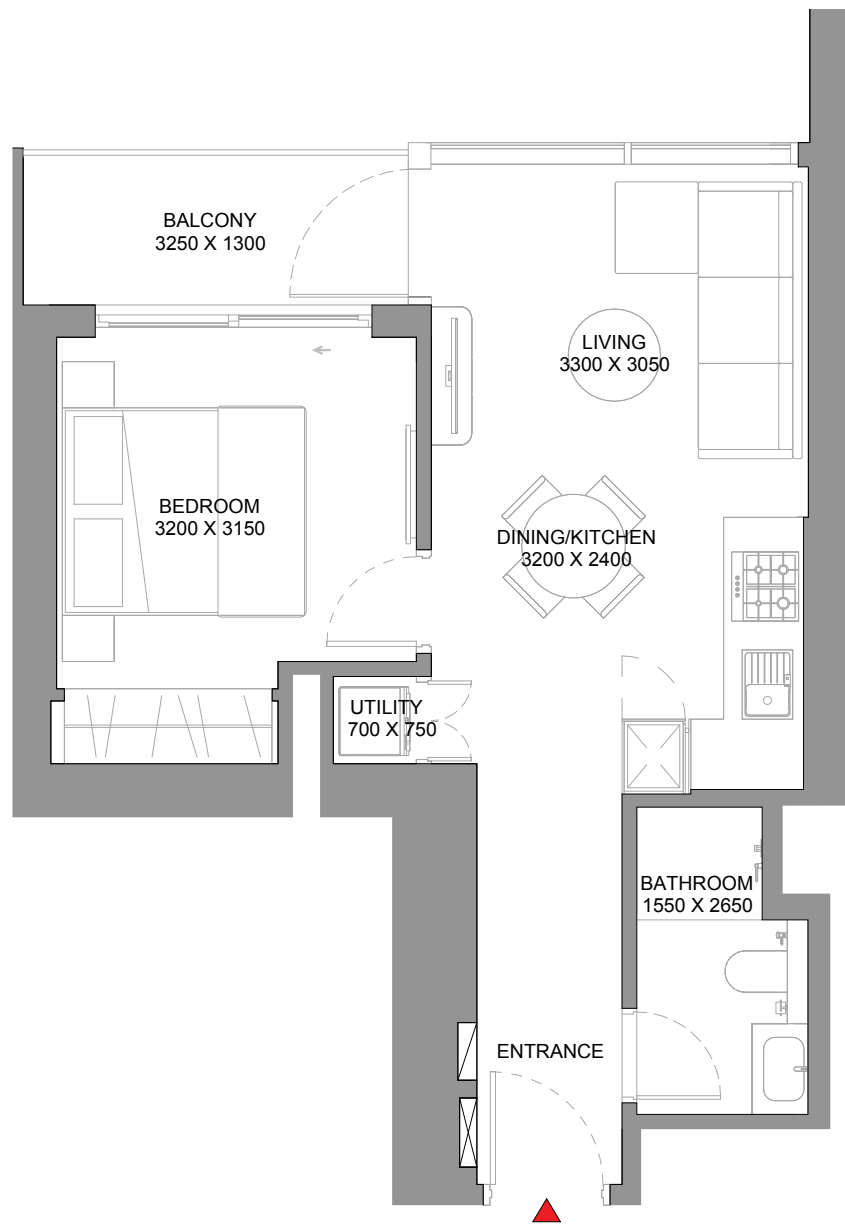 BALCONY
3250 X 1300
LIVING
3300 X 3050
BEDROOM
3200 X 3150
DINING/KITCHEN
3200 X 2400
UTILITY
700 X 750
BATHROOM
1550 X 2650
ENTRANCE